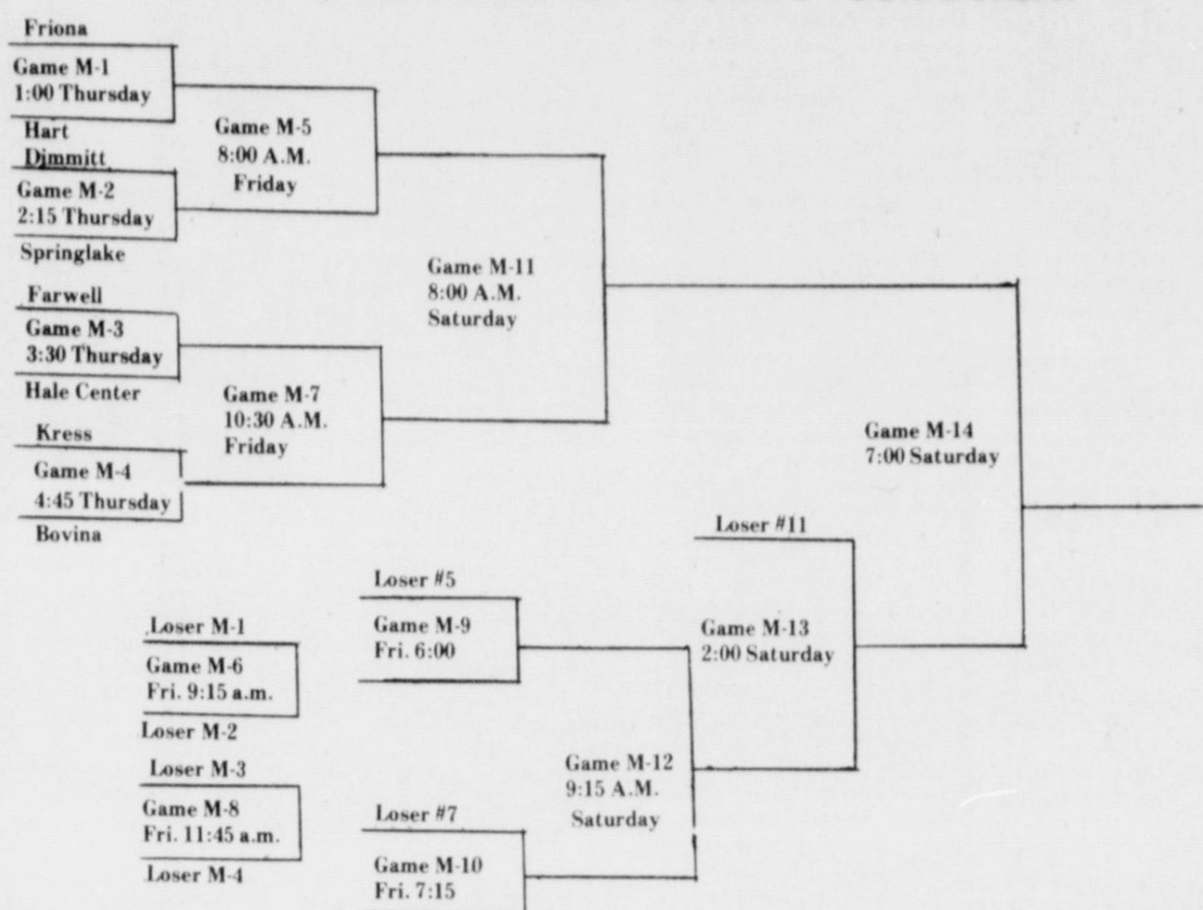 Friona
Game M-1
1:00 Thursday
Hart
Dimmitt
Game M-2
2:15 Thursday
Springlake
Farwell
Game M-3
3:30 Thursday
Hale Center
Kress
Game M-4
4:45 Thursday
Bovina
Game M-5
8:00 A.M.
Friday
Game M-7
10:30 A.M.
Friday
Game M-11
8:00 A.M.
Saturday
Game M-14
7:00 Saturday
Loser #11
Game M-13
2:00 Saturday
Loser #5
Game M-9
Fri. 6:00
Loser M-1
Game M-6
Fri. 9:15 a.m.
Loser M-2
Loser M-3
Game M-8
Fri. 11:45 a.m.
Loser M-4
Game M-12
9:15 A.M.
Saturday
Loser #7
Game M-10
Fri. 7:15